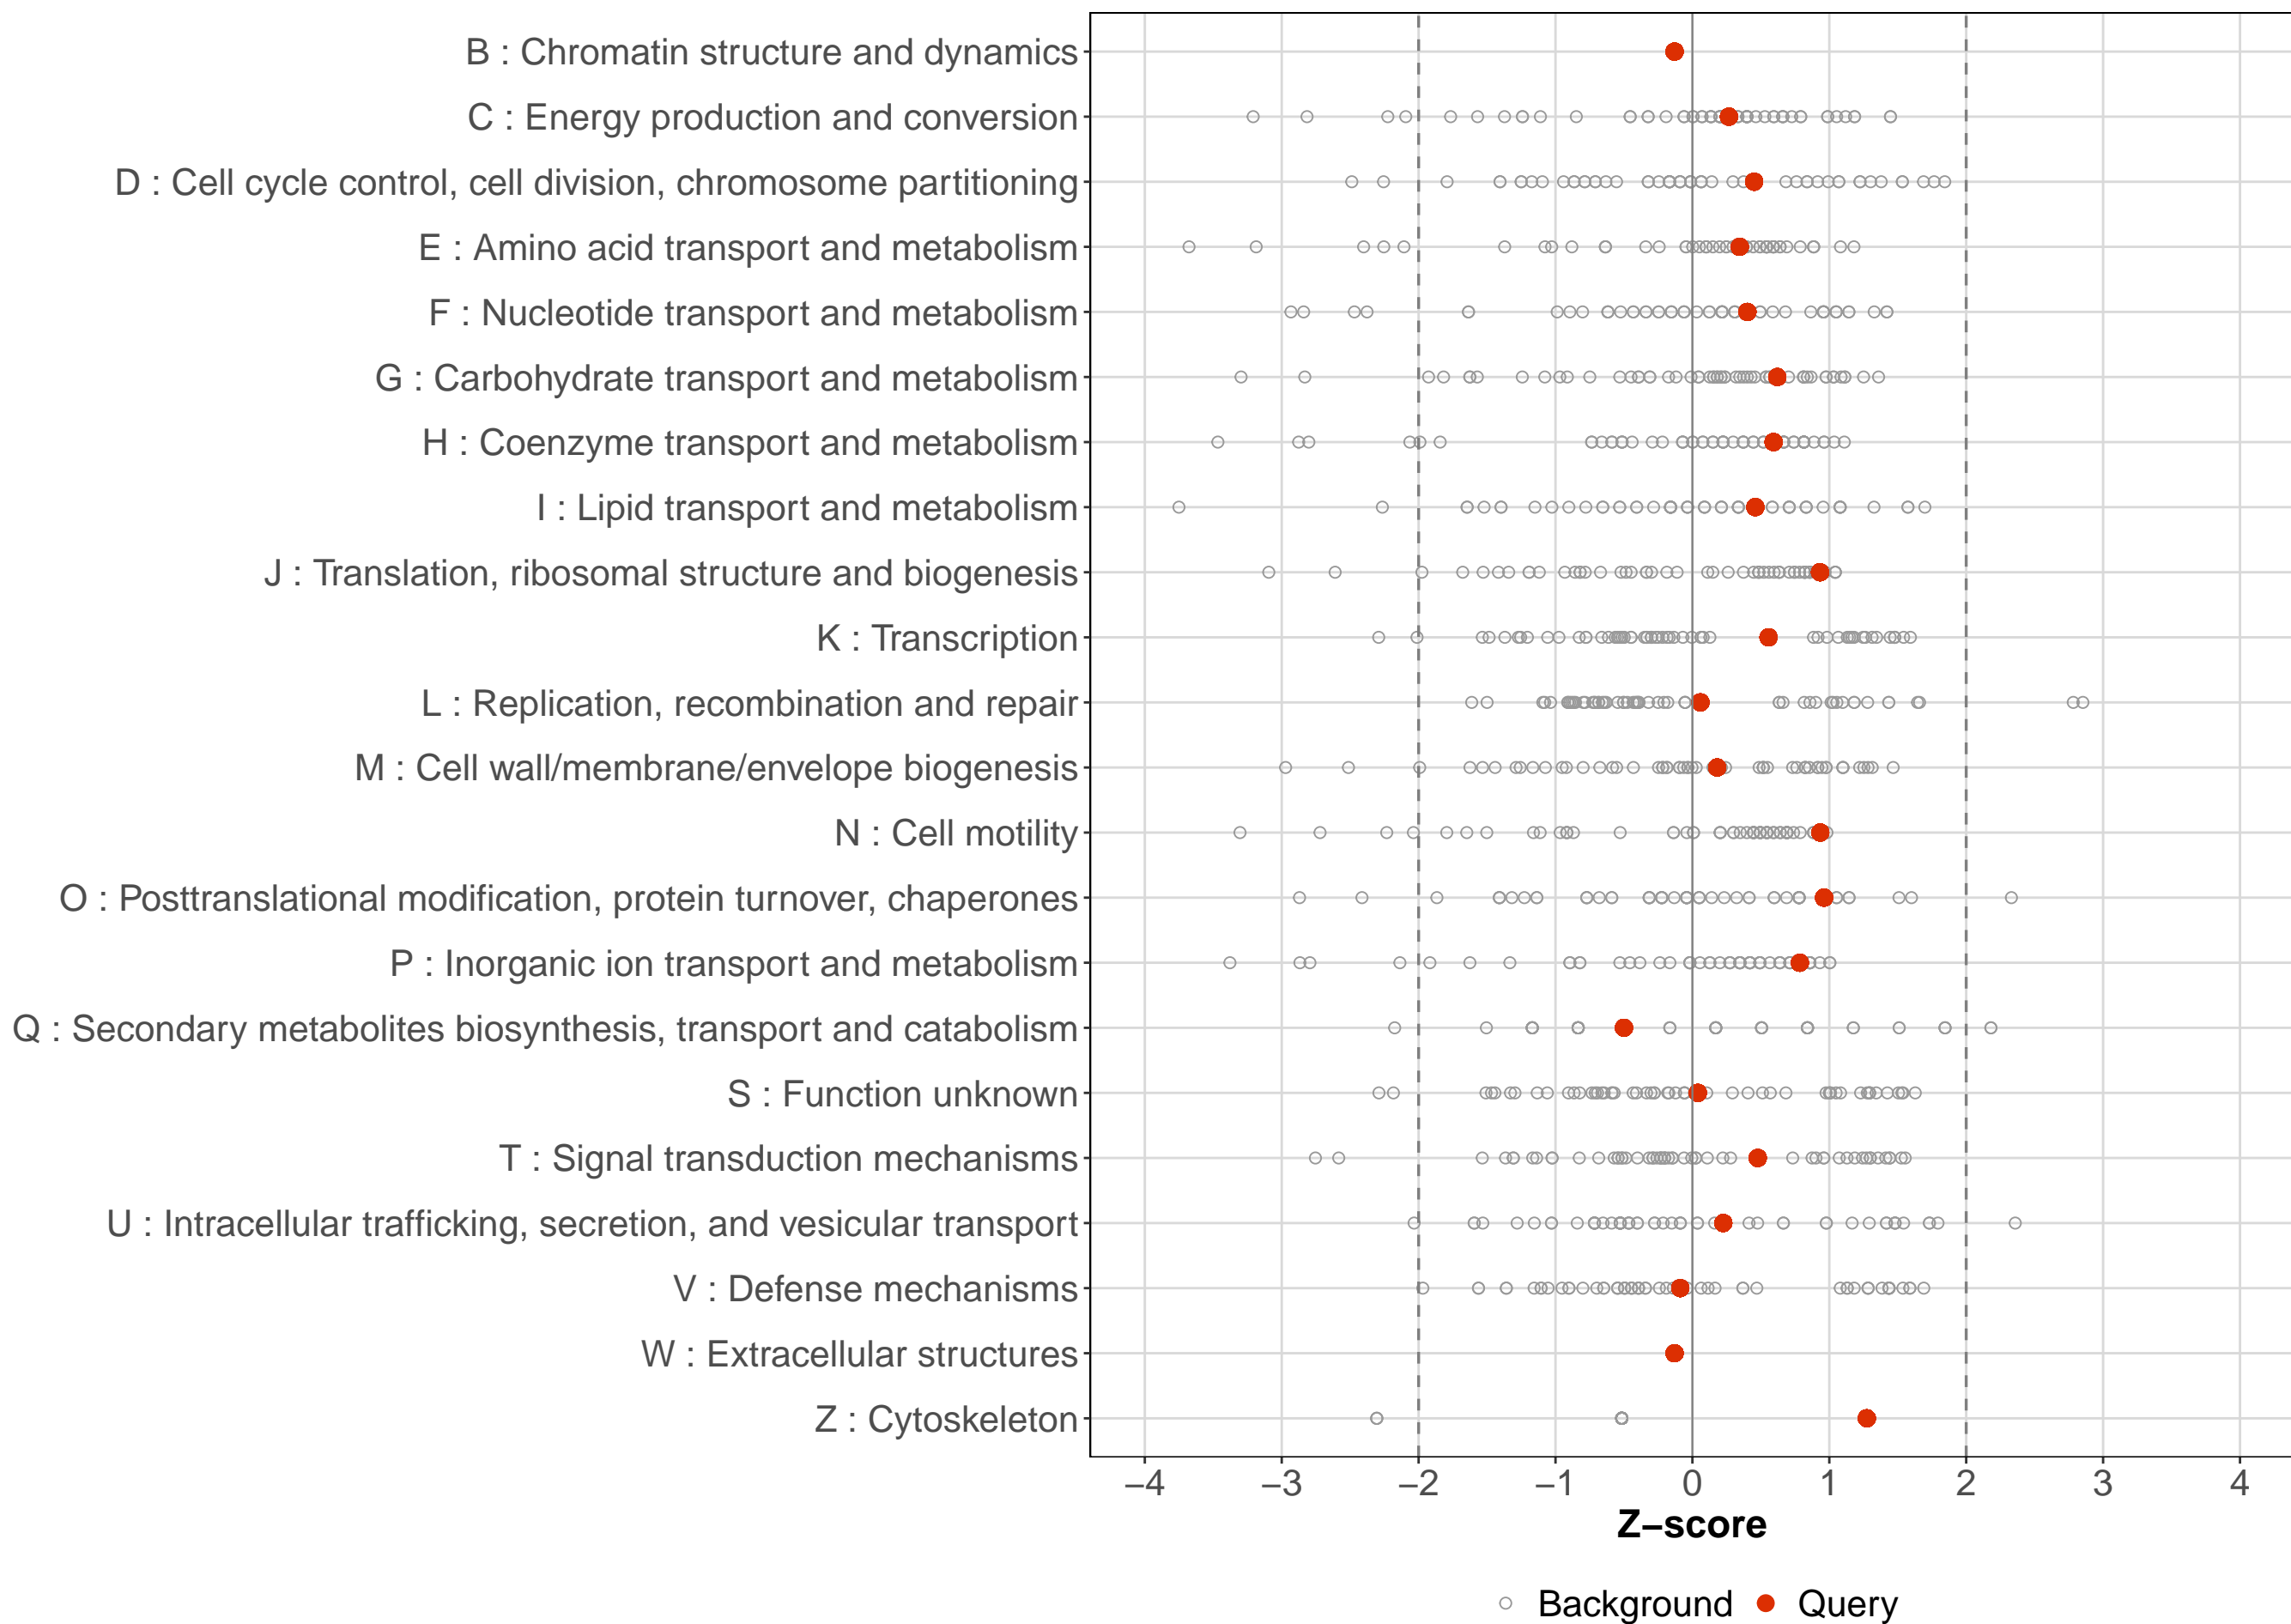 B : Chromatin structure and dynamics
C : Energy production and conversion
D : Cell cycle control, cell division, chromosome partitioning
E : Amino acid transport and metabolism
F : Nucleotide transport and metabolism
G : Carbohydrate transport and metabolism
H : Coenzyme transport and metabolism
I : Lipid transport and metabolism
J : Translation, ribosomal structure and biogenesis
K : Transcription
L : Replication, recombination and repair
M : Cell wall/membrane/envelope biogenesis
N : Cell motility
O : Posttranslational modification, protein turnover, chaperones
P : Inorganic ion transport and metabolism
Q : Secondary metabolites biosynthesis, transport and catabolism
S : Function unknown
T : Signal transduction mechanisms
U : Intracellular trafficking, secretion, and vesicular transport
V : Defense mechanisms
W : Extracellular structures
Z : Cytoskeleton
−4 −3 −2 −1 0 1 2 3 4
Z−score
Background Query